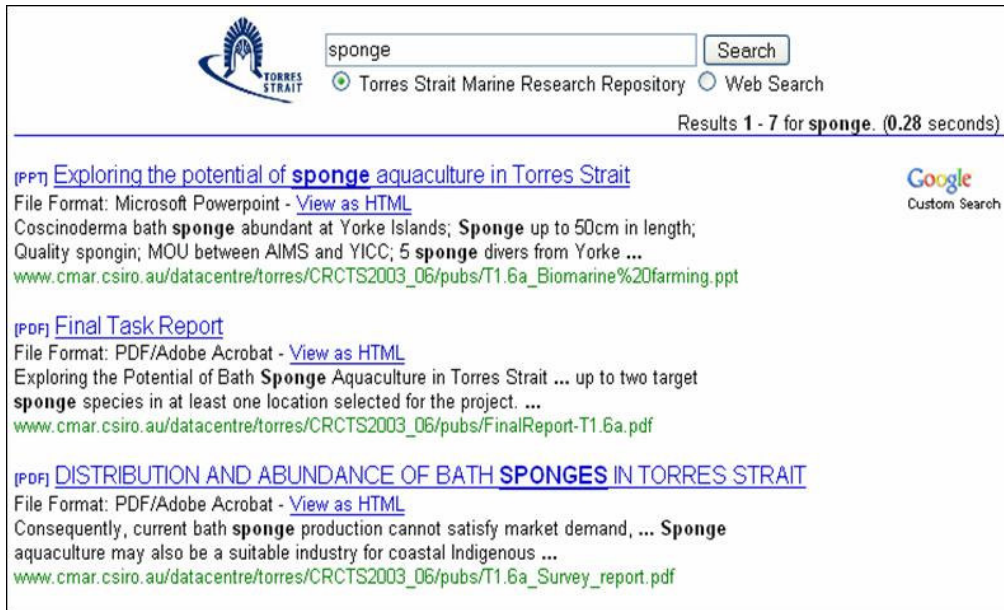 TORRES
STRAIT
sponge
Search
Torres Strait Marine Research Repository
Web Search
Results 1 - 7 for sponge. (0.28 seconds)
[PPT] Exploring the potential of sponge aquaculture in Torres Strait
File Format: Microsoft Powerpoint - View as HTML
Coscinoderma bath sponge abundant at Yorke Islands; Sponge up to 50cm in length;
Quality spongin; MOU between AIMS and YICC; 5 sponge divers from Yorke ...
www.cmar.csiro.au/datacentre/torres/CRCTS2003_06/pubs/T1.6a_Biomarine%20farming.ppt
Google
Custom Search
[PDF] Final Task Report
File Format: PDF/Adobe Acrobat - View as HTML
Exploring the Potential of Bath Sponge Aquaculture in Torres Strait ... up to two target
sponge species in at least one location selected for the project. ...
www.cmar.csiro.au/datacentre/torres/CRCTS2003_06/pubs/FinalReport-T1.6a.pdf
[PDF] DISTRIBUTION AND ABUNDANCE OF BATH SPONGES IN TORRES STRAIT
File Format: PDF/Adobe Acrobat - View as HTML
Consequently, current bath sponge production cannot satisfy market demand, ... Sponge
aquaculture may also be a suitable industry for coastal Indigenous ...
www.cmar.csiro.au/datacentre/torres/CRCTS2003_06/pubs/T1.6a_Survey_report.pdf